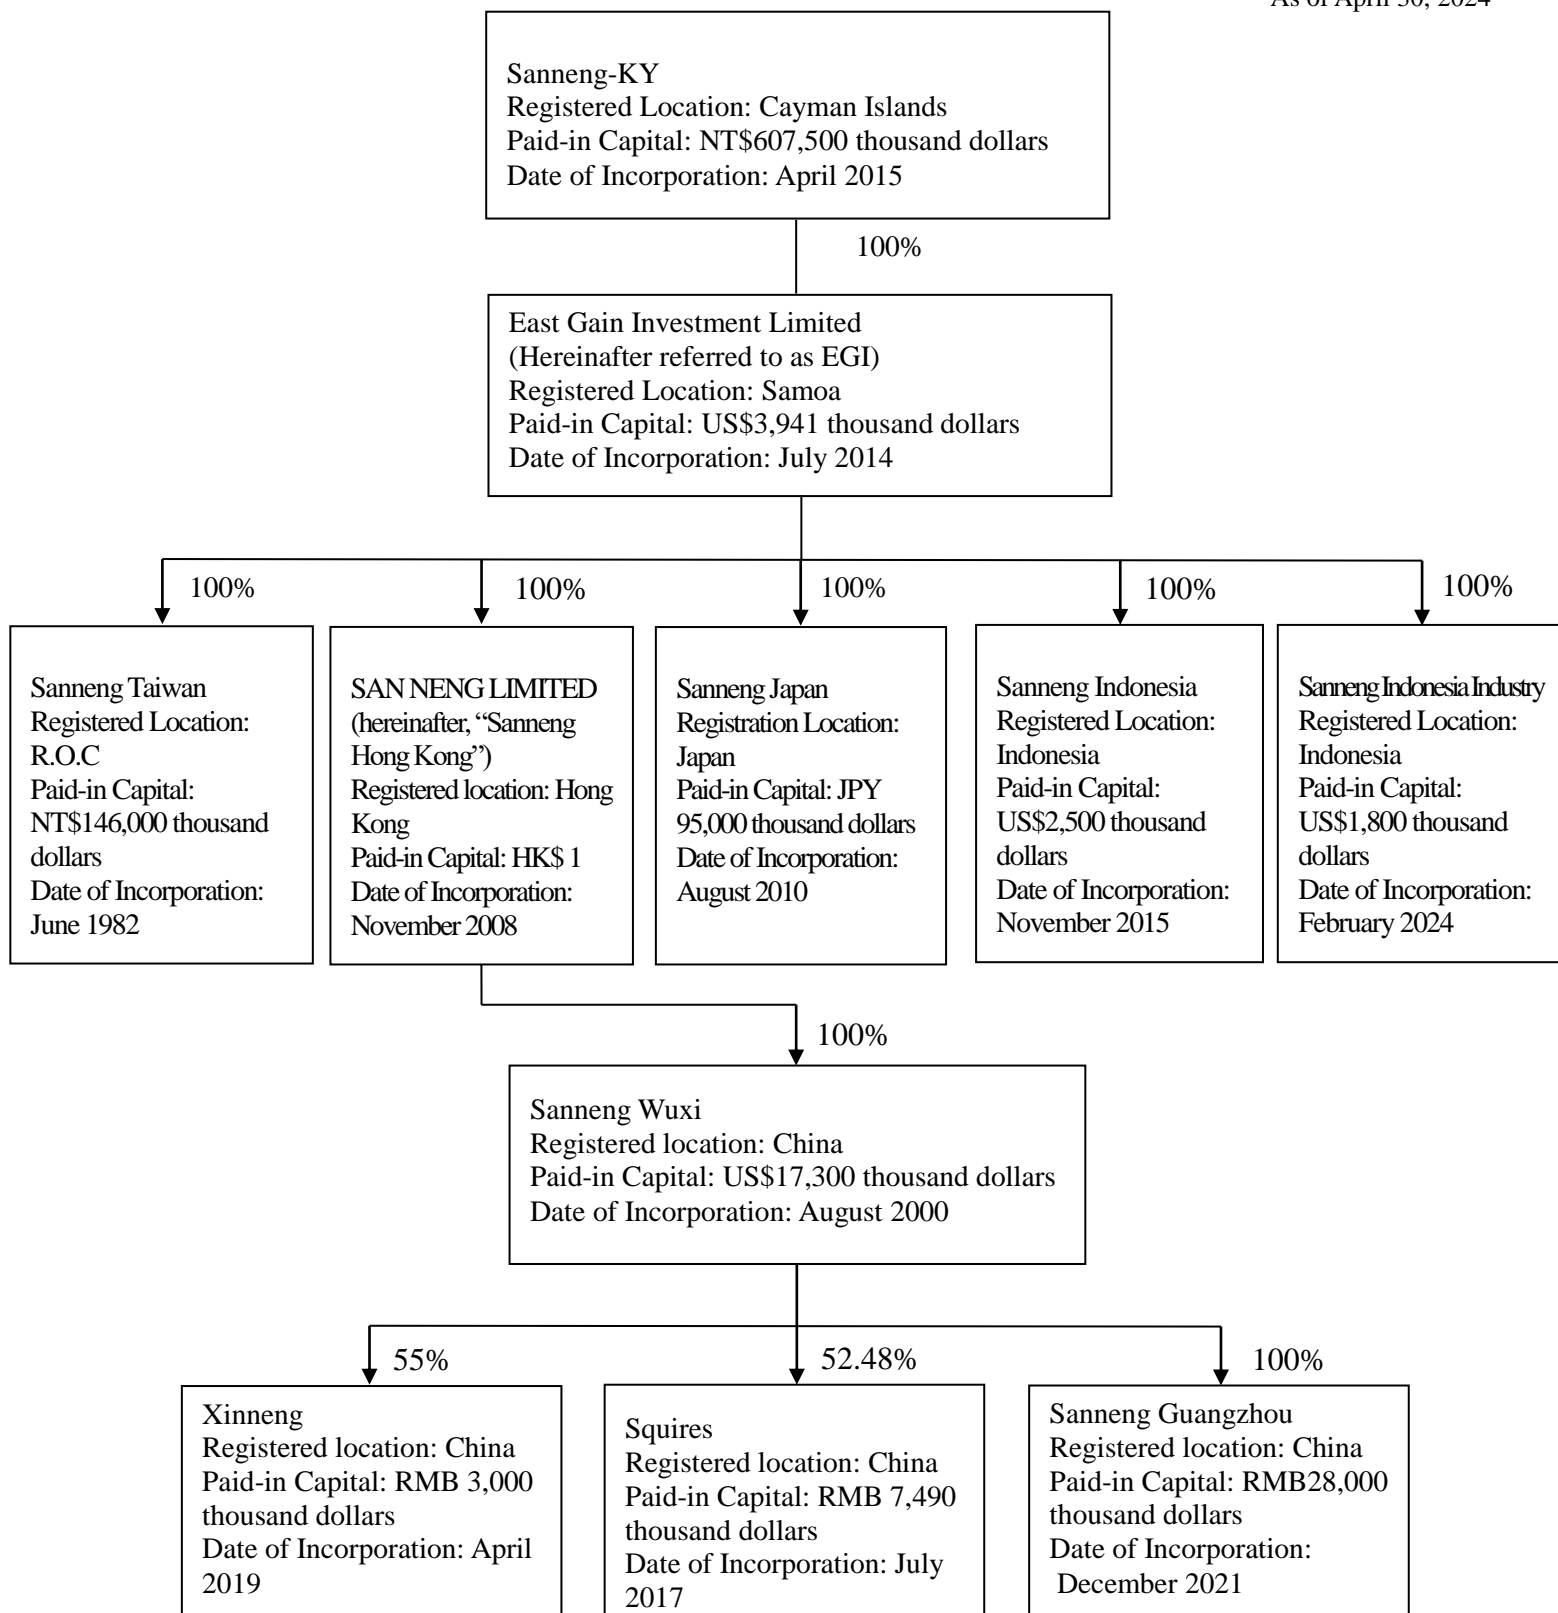 As of April 30, 2024
Sanneng-KY
Registered Location: Cayman Islands
Paid-in Capital: NT$607,500 thousand dollars
Date of Incorporation: April 2015
100%
East Gain Investment Limited
(Hereinafter referred to as EGI)
Registered Location: Samoa
Paid-in Capital: US$3,941 thousand dollars
Date of Incorporation: July 2014
100%
100%
100%
100%
100%
Sanneng Taiwan
Registered Location:
R.O.C
Paid-in Capital:
NT$146,000 thousand
dollars
Date of Incorporation:
June 1982
SAN NENG LIMITED
(hereinafter, “Sanneng
Hong Kong”)
Registered location: Hong
Kong
Paid-in Capital: HK$ 1
Date of Incorporation:
November 2008
Sanneng Japan
Registration Location:
Japan
Paid-in Capital: JPY
95,000 thousand dollars
Date of Incorporation:
August 2010
Sanneng Indonesia
Registered Location:
Indonesia
Paid-in Capital:
US$2,500 thousand
dollars
Date of Incorporation:
November 2015
Sanneng Indonesia Industry
Registered Location:
Indonesia
Paid-in Capital:
US$1,800 thousand
dollars
Date of Incorporation:
February 2024
100%
Sanneng Wuxi
Registered location: China
Paid-in Capital: US$17,300 thousand dollars
Date of Incorporation: August 2000
55%
52.48%
100%
Xinneng
Registered location: China
Paid-in Capital: RMB 3,000
thousand dollars
Date of Incorporation: April
2019
Squires
Registered location: China
Paid-in Capital: RMB 7,490
thousand dollars
Date of Incorporation: July
2017
Sanneng Guangzhou
Registered location: China
Paid-in Capital: RMB28,000
thousand dollars
Date of Incorporation:
December 2021